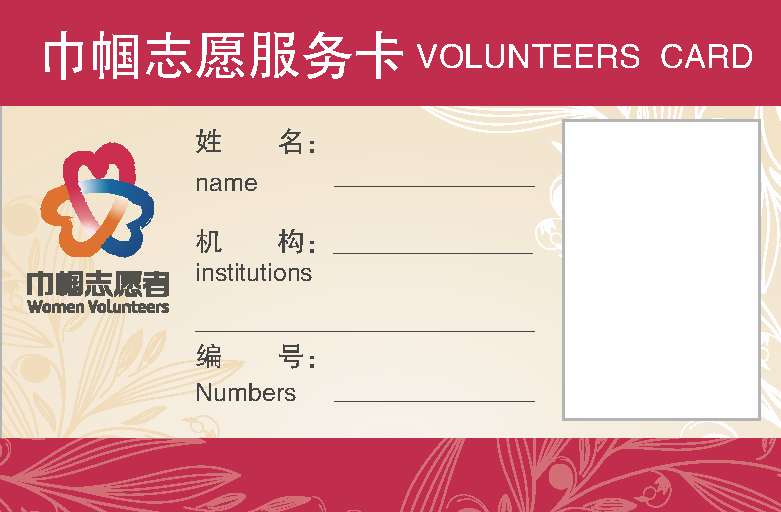 巾帼志愿服务卡 VOLUNTEERS CARD
姓 名：
name
机 构：
institutions
巾帼志愿者
Women Volunteers
编 号：
Numbers